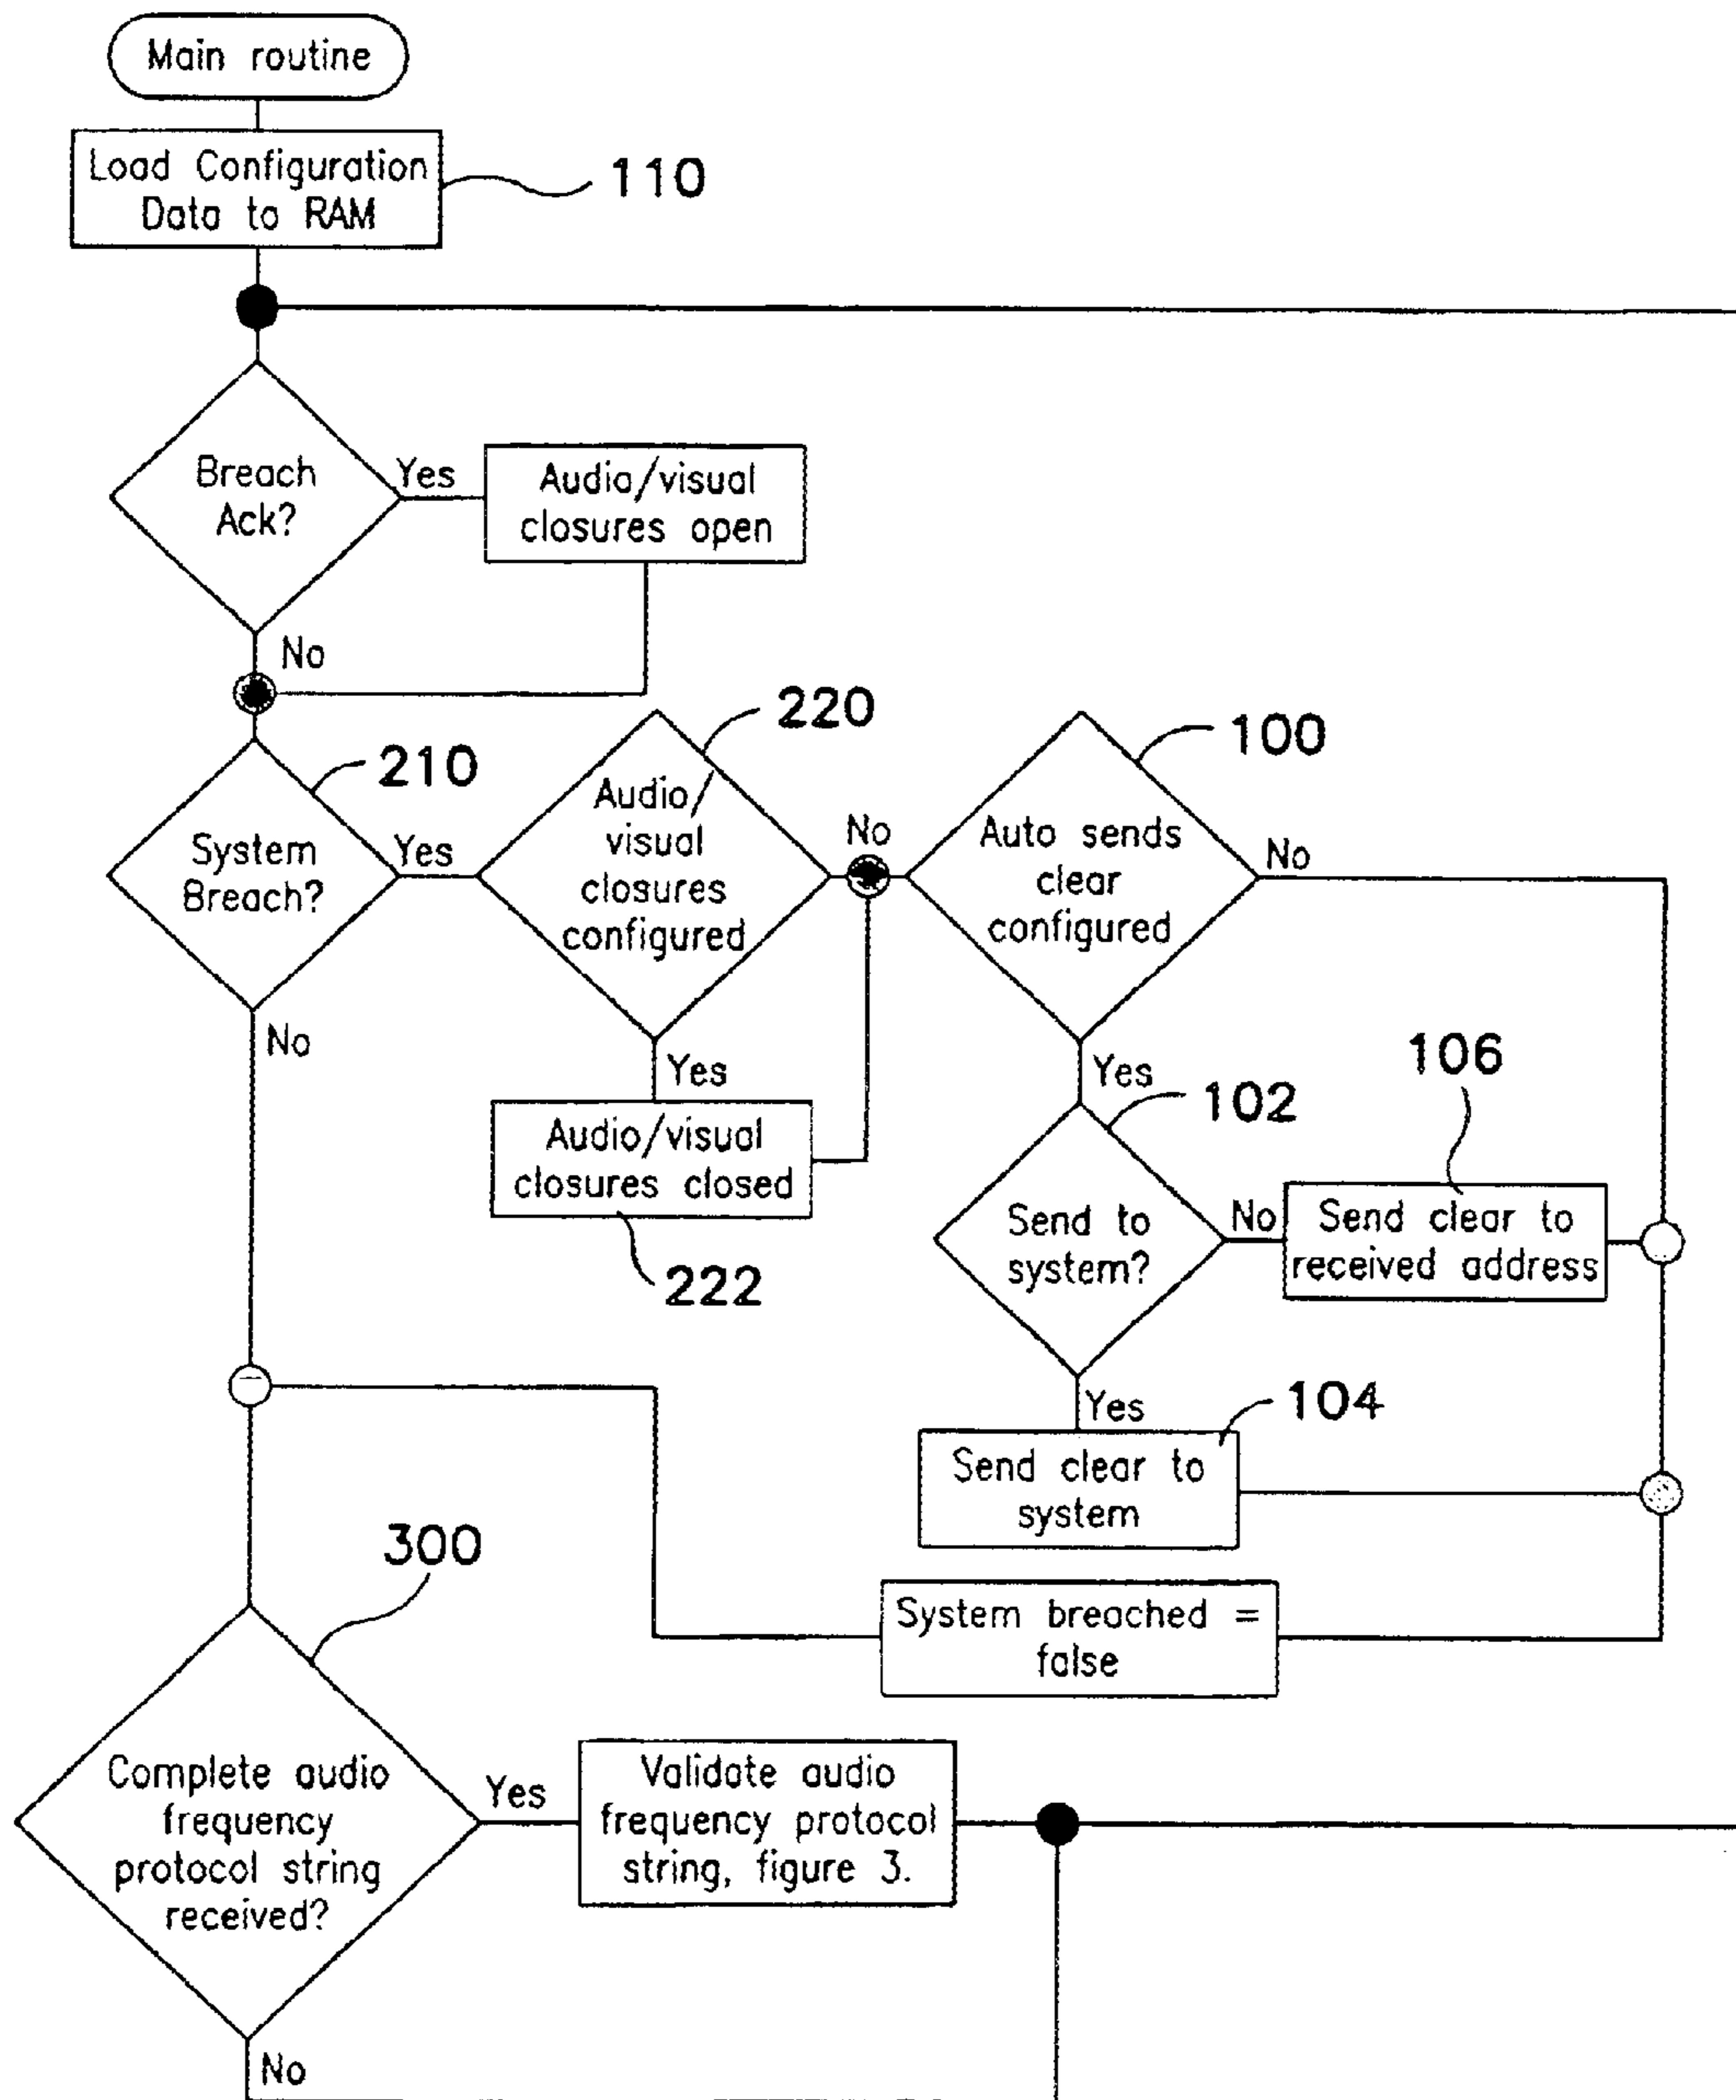 Main routine
Load Configuration
Data to RAM
110
Breach
Ack?
Yes
Audio/visual
closures open
No
210
System
Breach?
Yes
No
220
Audio/
visual
closures
configured
No
Yes
Audio/visual
closures closed
222
100
Auto sends
clear
configured
No
Yes
102
Send to
system?
No
106
Send clear to
received address
Yes
104
Send clear to
system
System breached =
false
300
Complete audio
frequency
protocol string
received?
Yes
Validate audio
frequency protocol
string, figure 3.
No